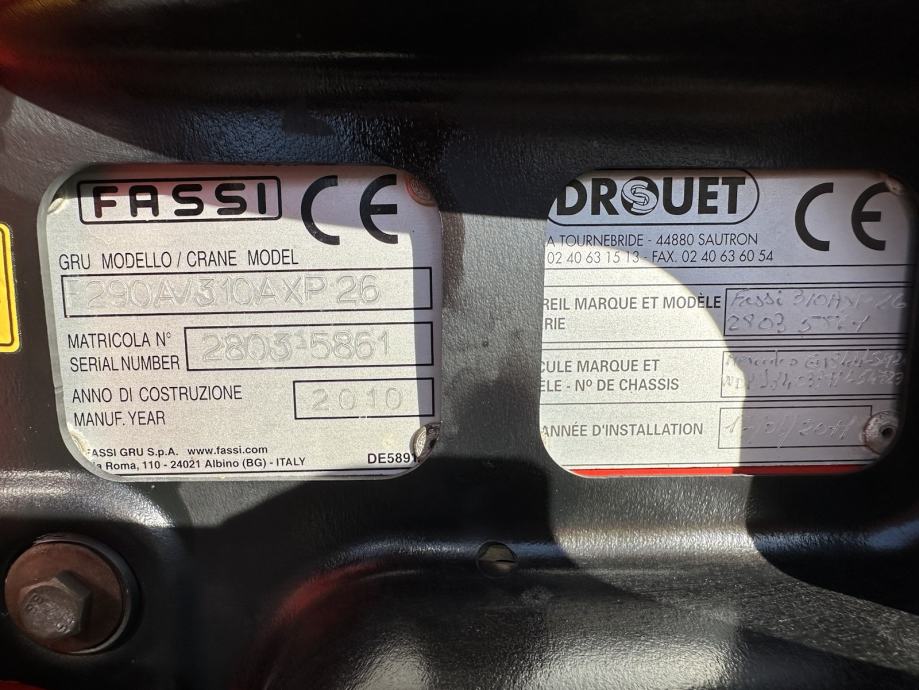 FASSI CE
GRU MODELLO / CRANE MODEL
F290A/310AXP 26
MATRICOLA N°
SERIAL NUMBER
2803 5861
ANNO DI COSTRUZIONE
MANUF. YEAR
2010
FASSI GRU S.p.A. www.fassi.com
Via Roma, 110 - 24021 Albino (BG) - ITALY DE5891
DROUET CE
A TOURNEBRIDE - 44880 SAUTRON
02 40 63 15 13 - FAX. 02 40 63 60 54
REIL MARQUE ET MODÈLE
RIE
Fassi 310AXP 26
2803 5861
CULE MARQUE ET
ÈLE - N° DE CHASSIS
ANNÉE D'INSTALLATION